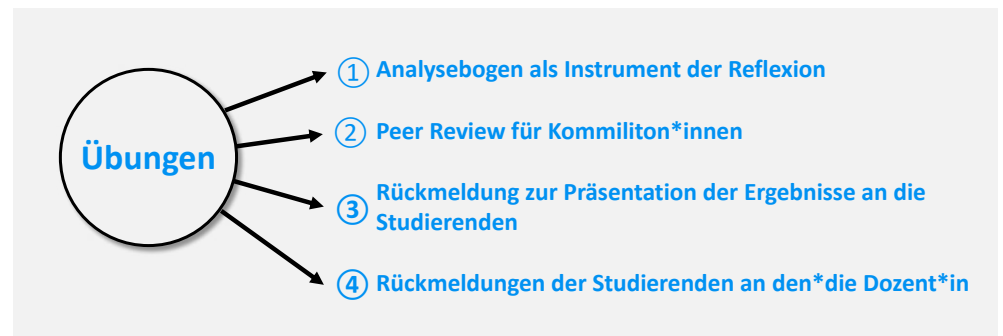 Übungen
① Analysebogen als Instrument der Reflexion
② Peer Review für Kommiliton*innen
③ Rückmeldung zur Präsentation der Ergebnisse an die
Studierenden
④ Rückmeldungen der Studierenden an den*die Dozent*in